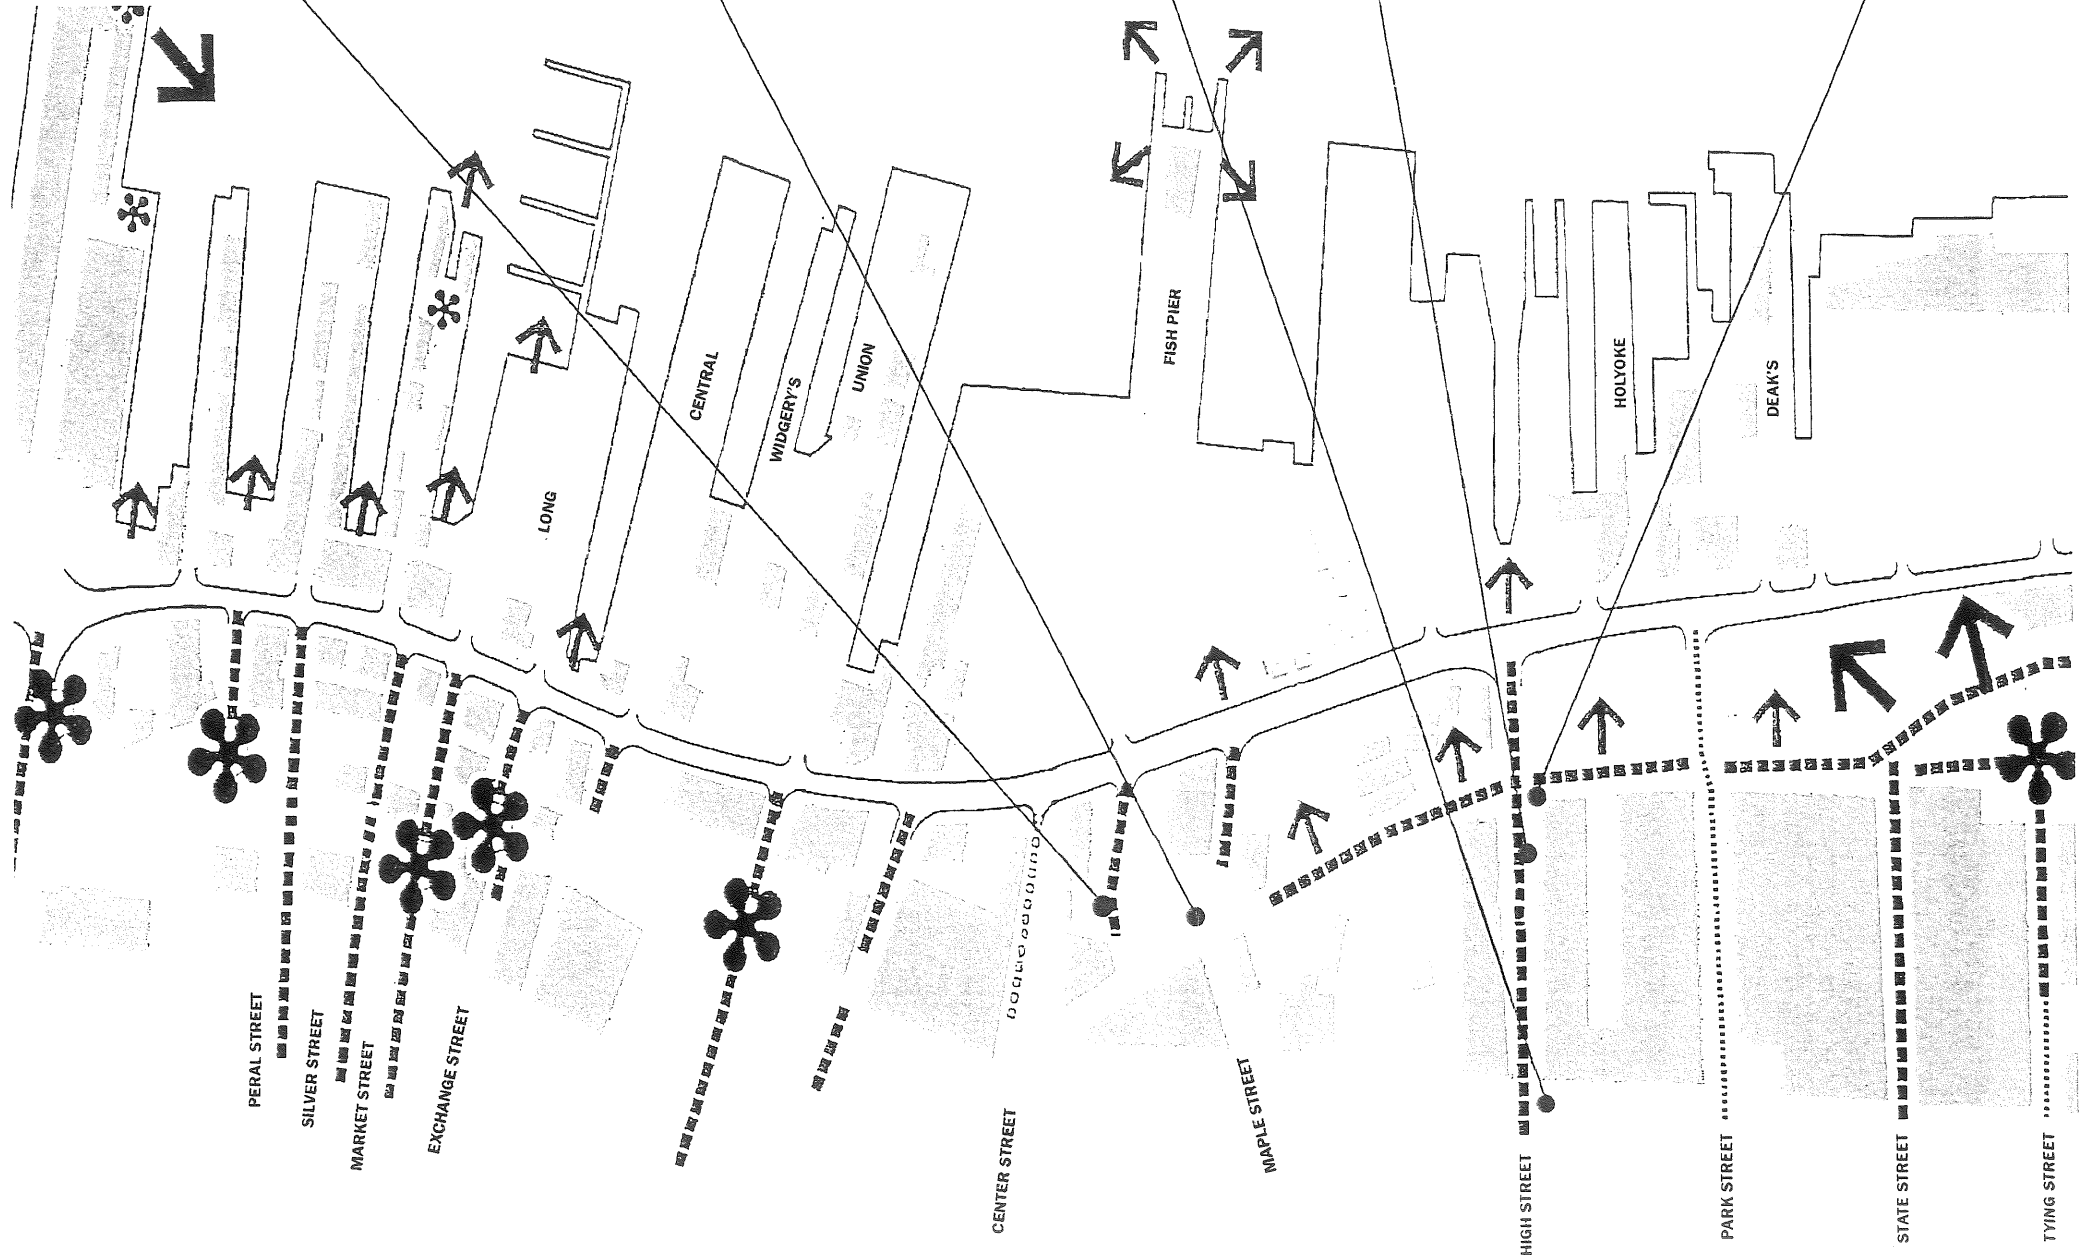 FISH PIER
CENTRAL
WIDGERY'S
UNION
HOLYOKE
DEAK'S
LONG
PERAL STREET
SILVER STREET
MARKET STREET
EXCHANGE STREET
CENTER STREET
MAPLE STREET
HIGH STREET
PARK STREET
STATE STREET
TYING STREET